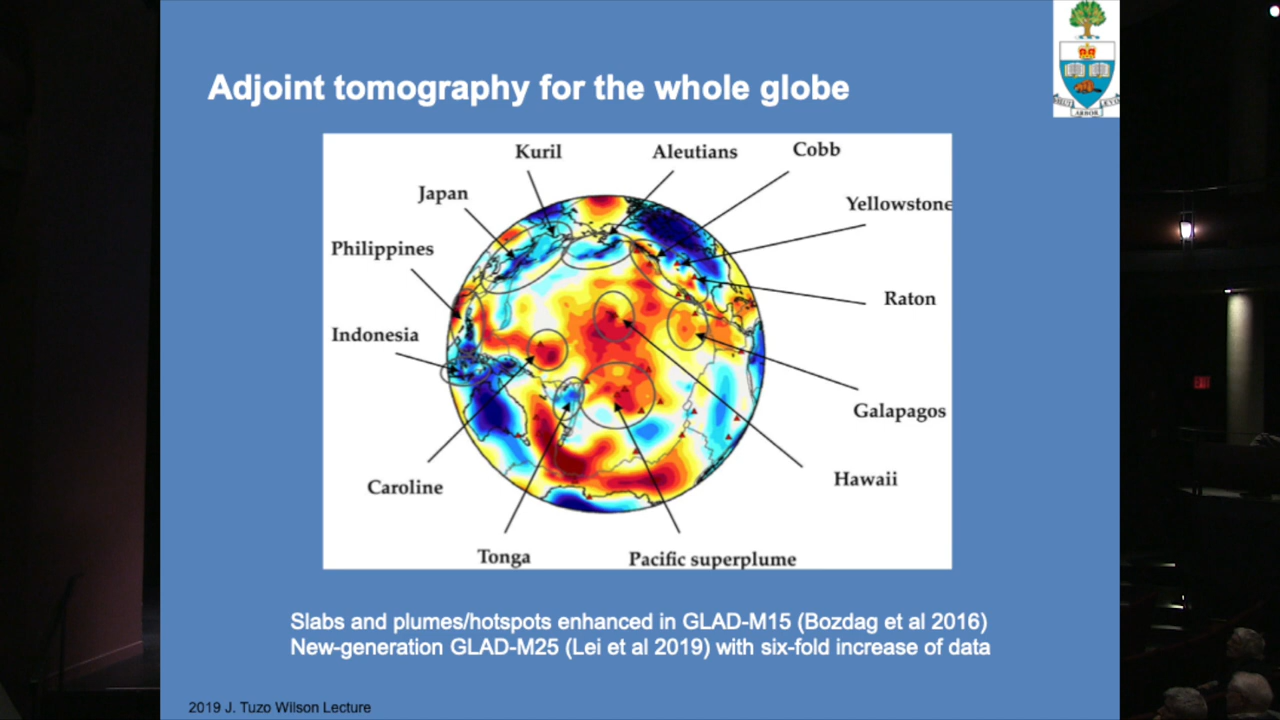 Adjoint tomography for the whole globe
Kuril
Aleutians
Cobb
Japan
Yellowstone
Philippines
Raton
Indonesia
Galapagos
Caroline
Hawaii
Tonga
Pacific superplume
Slabs and plumes/hotspots enhanced in GLAD-M15 (Bozdag et al 2016)
New-generation GLAD-M25 (Lei et al 2019) with six-fold increase of data
2019 J. Tuzo Wilson Lecture
ARBOR